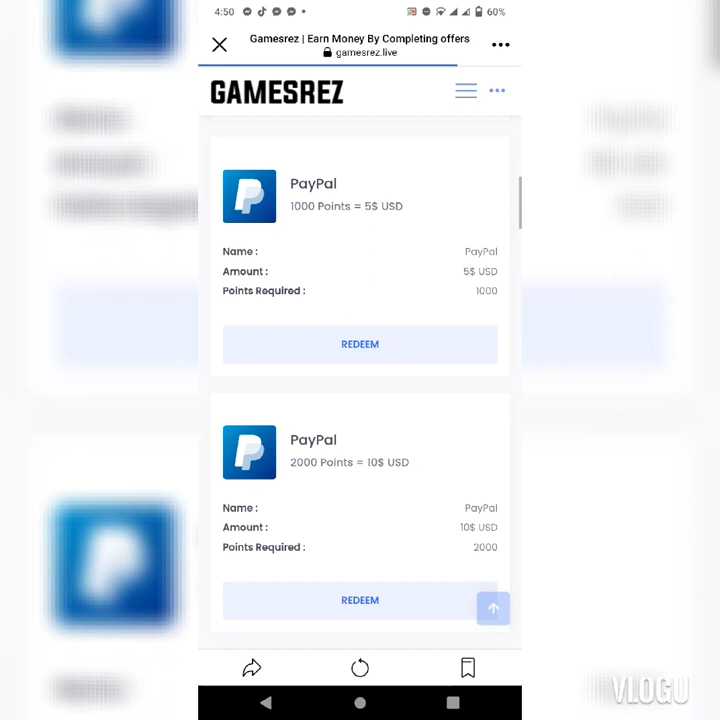 4:50 60%
Gamesrez | Earn Money By Completing offers
gamesrez.live
GAMESREZ
PayPal
1000 Points = 5$ USD
Name : PayPal
Amount : 5$ USD
Points Required : 1000
REDEEM
PayPal
2000 Points = 10$ USD
Name : PayPal
Amount : 10$ USD
Points Required : 2000
REDEEM
VLOGU